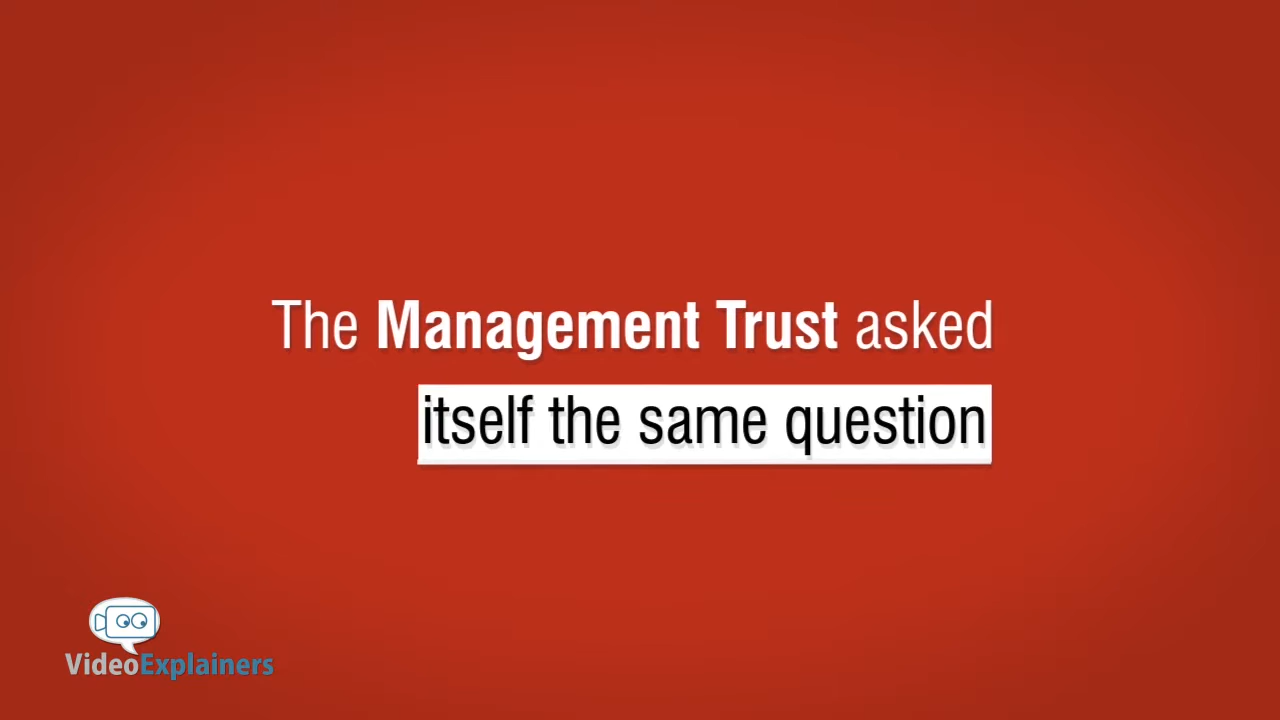 The Management Trust asked
itself the same question
VideoExplainers